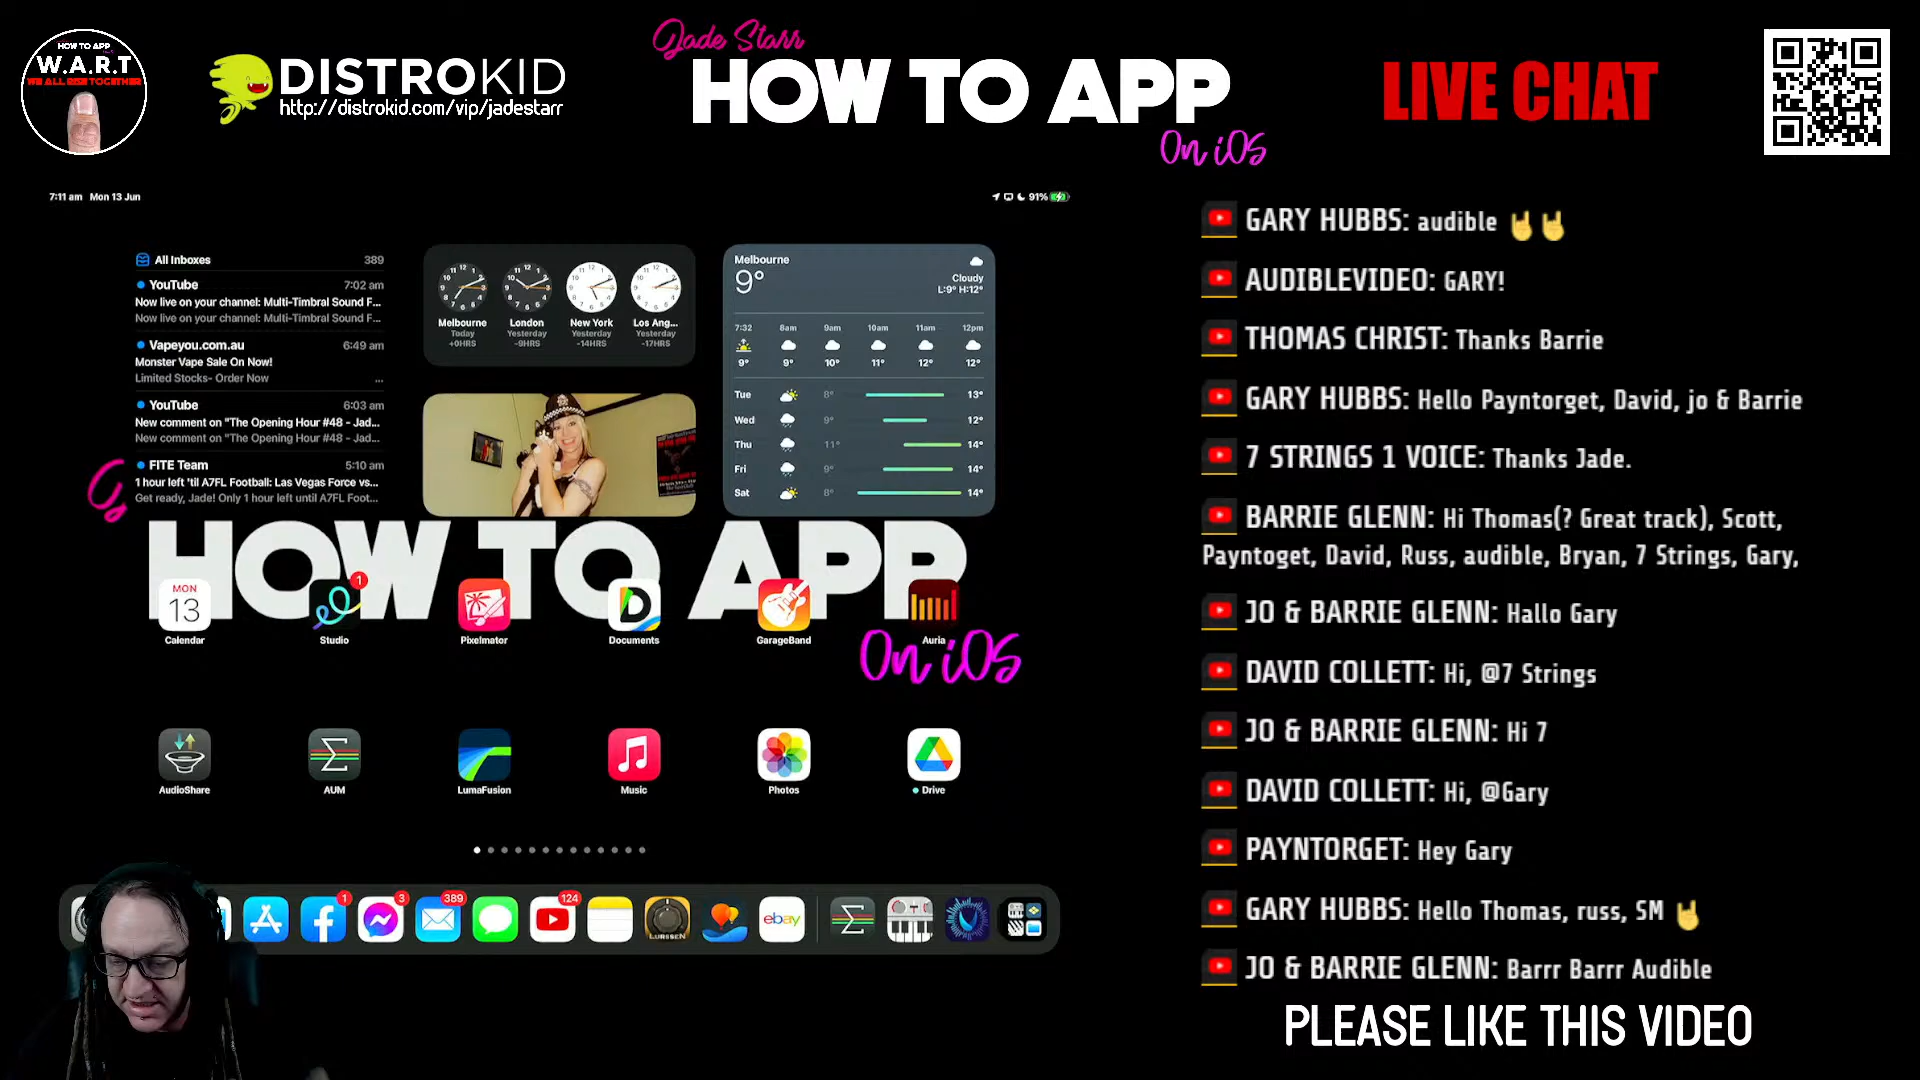 HOW TO APP
W.A.R.T
WE ALL RISE TOGETHER
DISTROKID
http://distrokid.com/vip/jadestarr
Jade Starr
HOW TO APP
On iOS
LIVE CHAT
7:11 am Mon 13 Jun
91%
All Inboxes 389
YouTube 7:02 am
Now live on your channel: Multi-Timbral Sound F...
Now live on your channel: Multi-Timbral Sound F...
Vapeyou.com.au 6:49 am
Monster Vape Sale On Now!
Limited Stocks- Order Now ...
YouTube 6:03 am
New comment on "The Opening Hour #48 - Jad...
New comment on "The Opening Hour #48 - Jad...
FITE Team 5:10 am
1 hour left 'til A7FL Football: Las Vegas Force vs...
Get ready, Jade! Only 1 hour left until A7FL Foot...
Melbourne London New York Los Ang...
Today Yesterday Yesterday Yesterday
+0HRS -9HRS -14HRS -17HRS
Melbourne
9°
Cloudy
L:9° H:12°
7:32 8am 9am 10am 11am 12pm
9° 9° 10° 11° 12° 12°
Tue 8° 13°
Wed 9° 12°
Thu 11° 14°
Fri 9° 14°
Sat 8° 14°
HOW TO APP
On iOS
MON
13
1
Calendar Studio Pixelmator Documents GarageBand Auria
AudioShare AUM LumaFusion Music Photos Drive
1 3 389 124
LURSSEN
ebay
GARY HUBBS: audible 🤘🤘
AUDIBLEVIDEO: GARY!
THOMAS CHRIST: Thanks Barrie
GARY HUBBS: Hello Payntorget, David, jo & Barrie
7 STRINGS 1 VOICE: Thanks Jade.
BARRIE GLENN: Hi Thomas(? Great track), Scott,
Payntoget, David, Russ, audible, Bryan, 7 Strings, Gary,
JO & BARRIE GLENN: Hallo Gary
DAVID COLLETT: Hi, @7 Strings
JO & BARRIE GLENN: Hi 7
DAVID COLLETT: Hi, @Gary
PAYNTORGET: Hey Gary
GARY HUBBS: Hello Thomas, russ, SM 🤘
JO & BARRIE GLENN: Barrr Barrr Audible
PLEASE LIKE THIS VIDEO